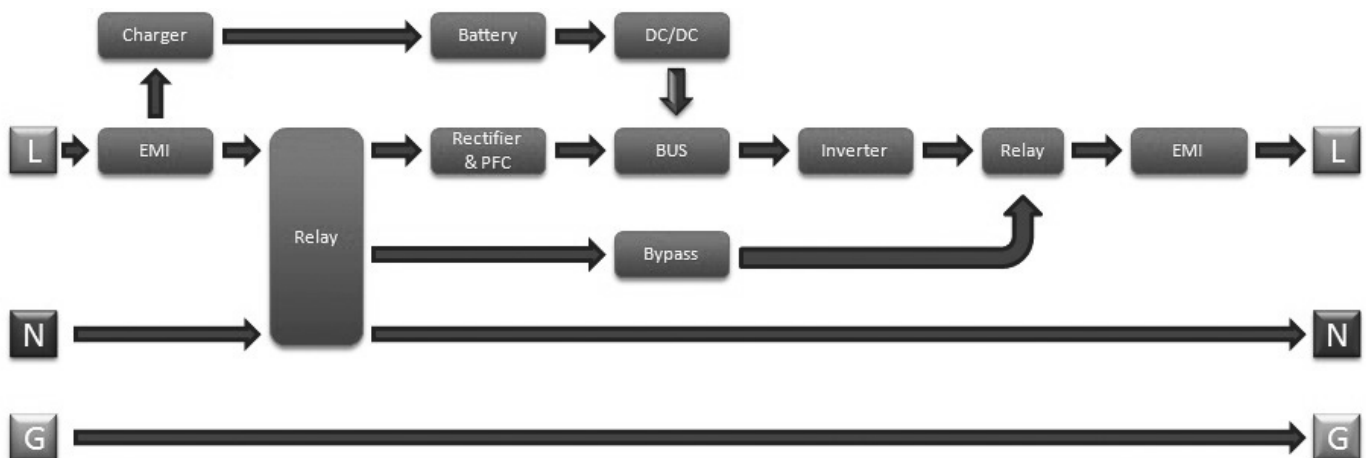 Charger
Battery
DC/DC
L
EMI
Rectifier
& PFC
BUS
Inverter
Relay
EMI
L
Relay
Bypass
N
N
G
G